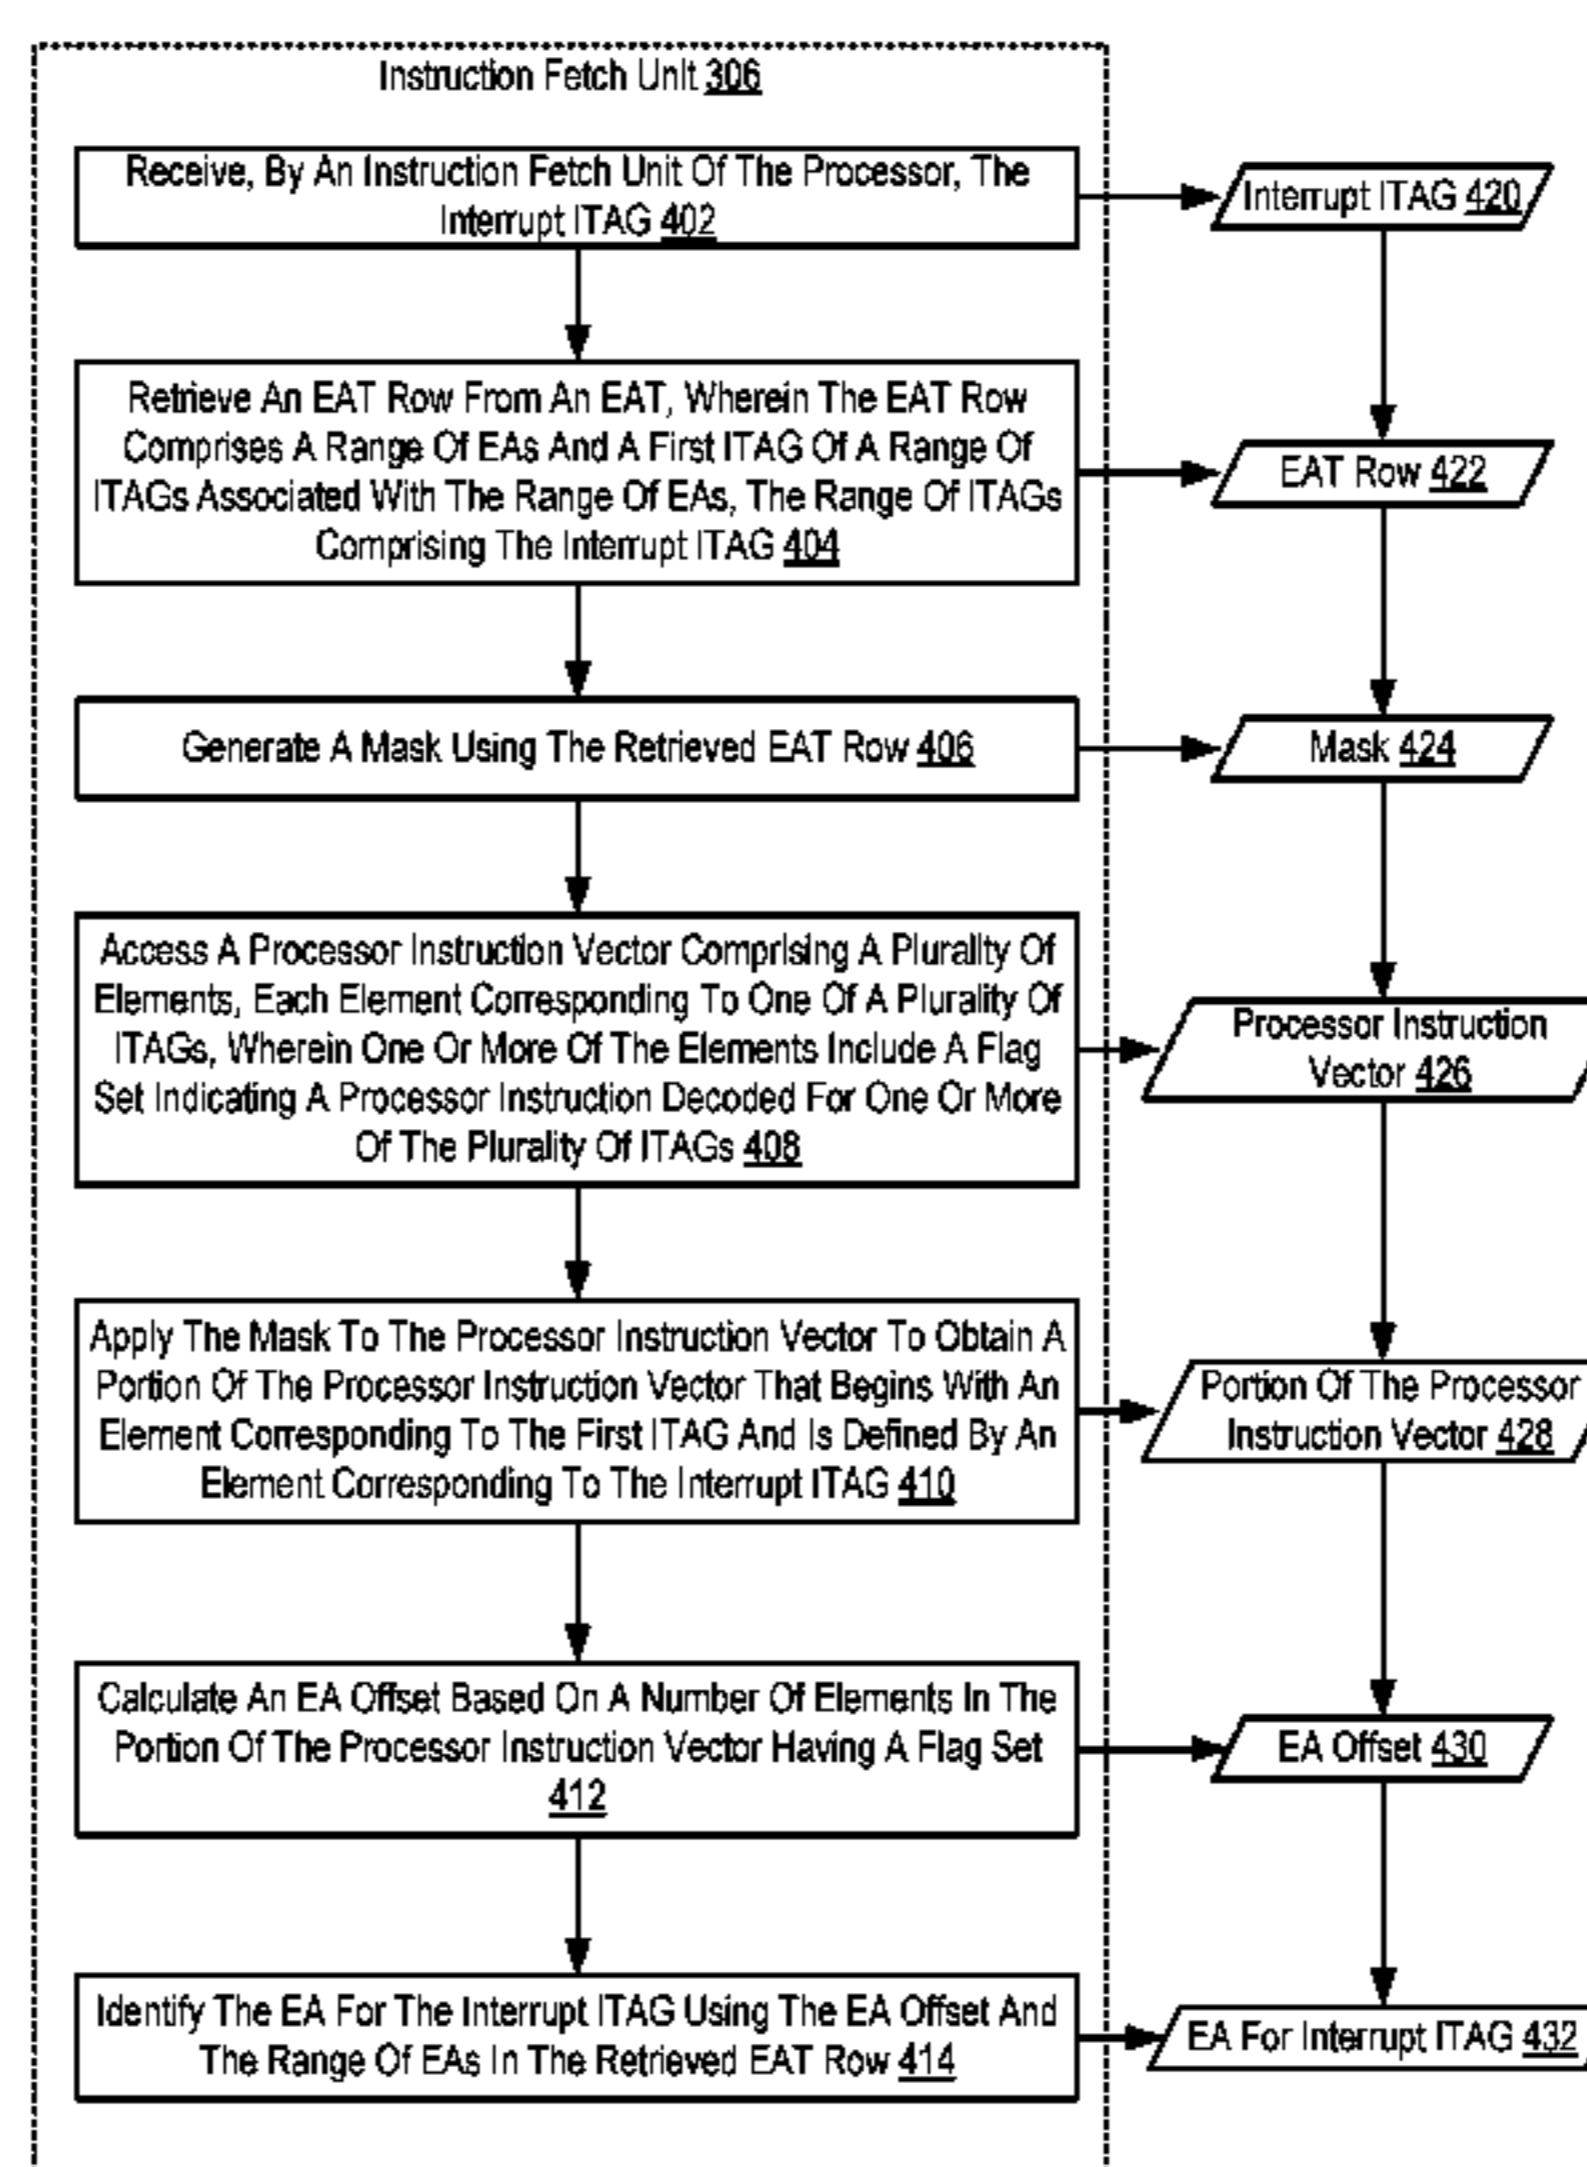 Instruction Fetch Unit 306
Receive, By An Instruction Fetch Unit Of The Processor, The
Interrupt ITAG 402
Interrupt ITAG 420
Retrieve An EAT Row From An EAT, Wherein The EAT Row
Comprises A Range Of EAs And A First ITAG Of A Range Of
ITAGs Associated With The Range Of EAs, The Range Of ITAGs
Comprising The Interrupt ITAG 404
EAT Row 422
Generate A Mask Using The Retrieved EAT Row 406
Mask 424
Access A Processor Instruction Vector Comprising A Plurality Of
Elements, Each Element Corresponding To One Of A Plurality Of
ITAGs, Wherein One Or More Of The Elements Include A Flag
Set Indicating A Processor Instruction Decoded For One Or More
Of The Plurality Of ITAGs 408
Processor Instruction
Vector 426
Apply The Mask To The Processor Instruction Vector To Obtain A
Portion Of The Processor Instruction Vector That Begins With An
Element Corresponding To The First ITAG And Is Defined By An
Element Corresponding To The Interrupt ITAG 410
Portion Of The Processor
Instruction Vector 428
Calculate An EA Offset Based On A Number Of Elements In The
Portion Of The Processor Instruction Vector Having A Flag Set
412
EA Offset 430
Identify The EA For The Interrupt ITAG Using The EA Offset And
The Range Of EAs In The Retrieved EAT Row 414
EA For Interrupt ITAG 432